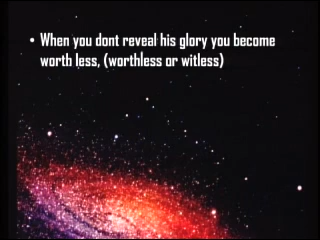 • When you dont reveal his glory you become
worth less, (worthless or witless)